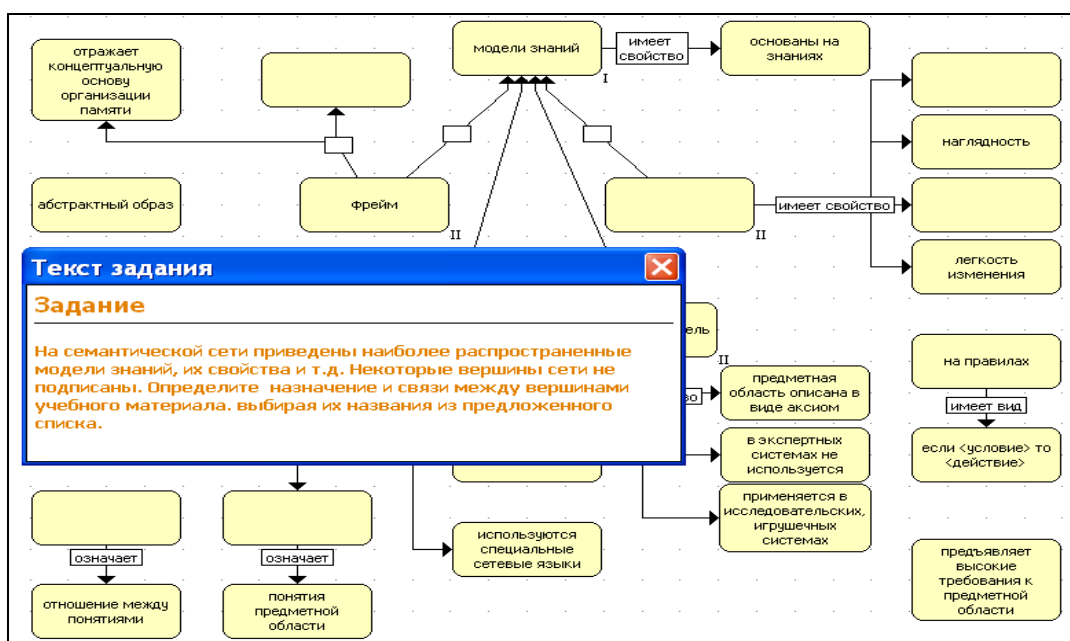 отражает
концептуальную
основу
организации
памяти
модели знаний
I
имеет
свойство
основаны на
знаниях
наглядность
абстрактный образ
фрейм
II
II
имеет свойство
легкость
изменения
Текст задания
Задание
На семантической сети приведены наиболее распространенные
модели знаний, их свойства и т.д. Некоторые вершины сети не
подписаны. Определите назначение и связи между вершинами
учебного материала. выбирая их названия из предложенного
списка.
II
предметная
область описана в
виде аксиом
на правилах
имеет вид
если <условие> то
<действие>
в экспертных
системах не
используется
применяется в
исследовательских,
игрушечных
системах
используются
специальные
сетевые языки
означает
означает
отношение между
понятиями
понятия
предметной
области
предъявляет
высокие
требования к
предметной
области